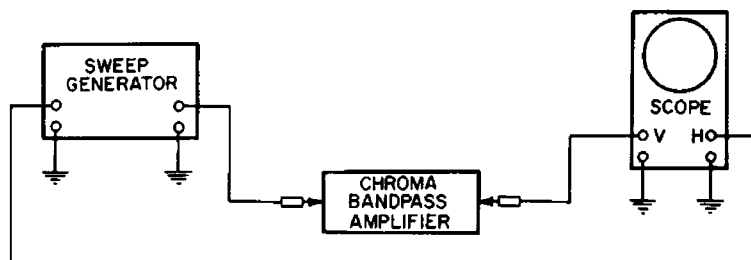 SWEEP
GENERATOR
SCOPE
V H
CHROMA
BANDPASS
AMPLIFIER